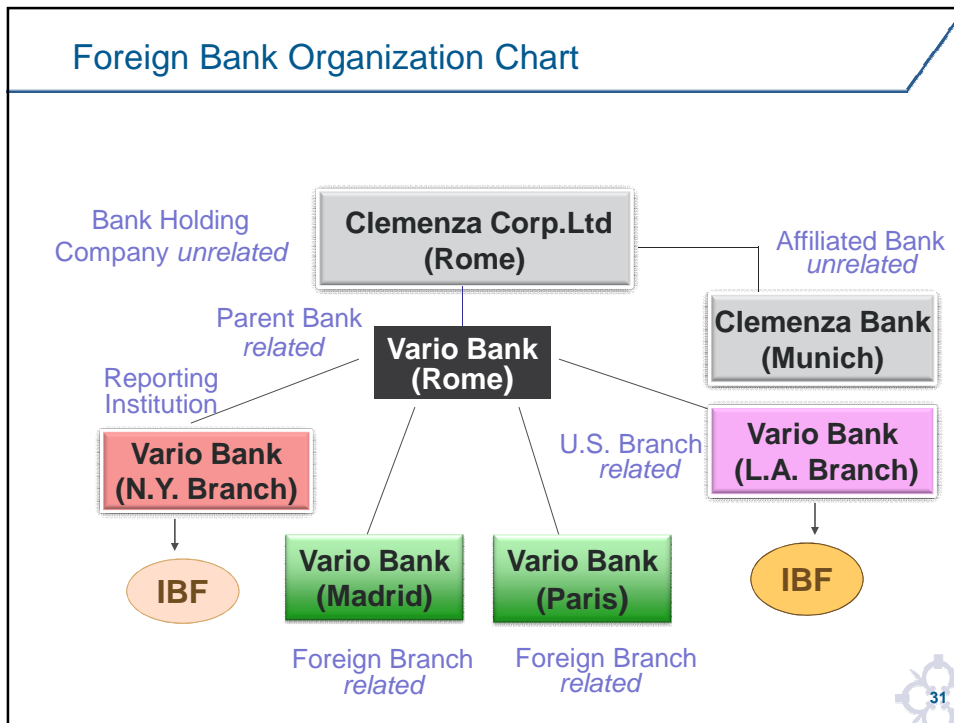 Foreign Bank Organization Chart
Bank Holding
Company unrelated
Clemenza Corp.Ltd
(Rome)
Affiliated Bank
unrelated
Clemenza Bank
(Munich)
Parent Bank
related
Vario Bank
(Rome)
Reporting
Institution
Vario Bank
(N.Y. Branch)
U.S. Branch
related
Vario Bank
(L.A. Branch)
IBF
Vario Bank
(Madrid)
Vario Bank
(Paris)
IBF
Foreign Branch
related
Foreign Branch
related
31